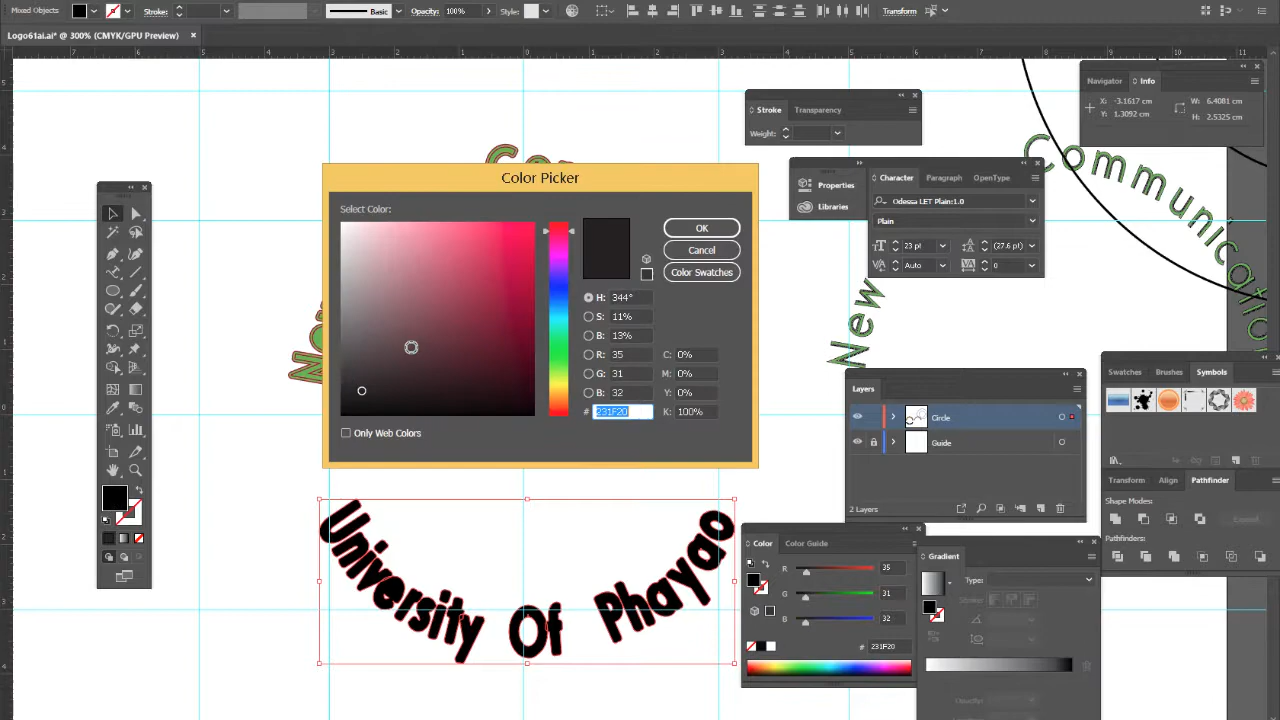 Mixed Objects
Stroke:
Basic
Opacity: 100%
Style:
Transform
Logo61ai.ai* @ 300% (CMYK/GPU Preview)
Navigator Info
X: -3.1617 cm
Y: 1.3092 cm
W: 6.4081 cm
H: 2.5325 cm
Stroke Transparency
Weight:
Properties
Libraries
Character Paragraph OpenType
Odessa LET Plain:1.0
Plain
23 pt (27.6 pt)
Auto 0
Color Picker
Select Color:
OK
Cancel
Color Swatches
H: 344°
S: 11%
B: 13%
R: 35 C: 0%
G: 31 M: 0%
B: 32 Y: 0%
# 231F20 K: 100%
Only Web Colors
New
Communicatio
University Of Phayao
Layers
Circle
Guide
2 Layers
Swatches Brushes Symbols
Transform Align Pathfinder
Shape Modes:
Expand
Pathfinders:
Color Color Guide
R 35
G 31
B 32
# 231F20
Gradient
Type:
Stroke:
Opacity:
Location: